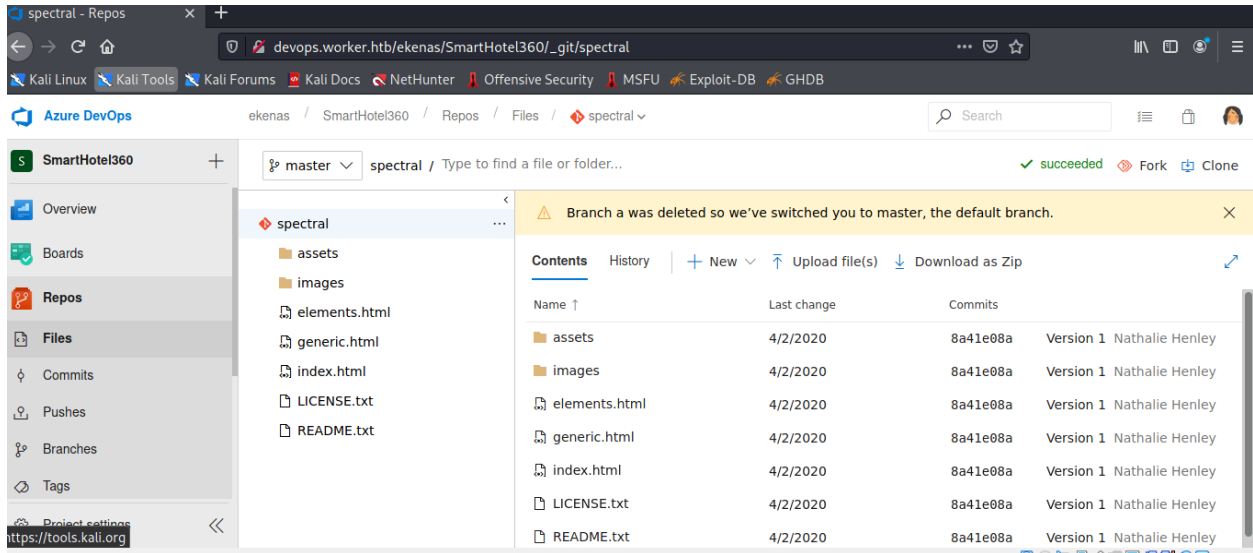 spectral - Repos
devops.worker.htb/ekenas/SmartHotel360/_git/spectral
Kali Linux Kali Tools Kali Forums Kali Docs NetHunter Offensive Security MSFU Exploit-DB GHDB
Azure DevOps ekenas / SmartHotel360 / Repos / Files / spectral Search
S SmartHotel360 master spectral / Type to find a file or folder... succeeded Fork Clone
Overview
Boards
Repos
Files
Commits
Pushes
Branches
Tags
Project settings
https://tools.kali.org
spectral
assets
images
elements.html
generic.html
index.html
LICENSE.txt
README.txt
Branch a was deleted so we've switched you to master, the default branch.
Contents History New Upload file(s) Download as Zip
Name ↑ Last change Commits
assets 4/2/2020 8a41e08a Version 1 Nathalie Henley
images 4/2/2020 8a41e08a Version 1 Nathalie Henley
elements.html 4/2/2020 8a41e08a Version 1 Nathalie Henley
generic.html 4/2/2020 8a41e08a Version 1 Nathalie Henley
index.html 4/2/2020 8a41e08a Version 1 Nathalie Henley
LICENSE.txt 4/2/2020 8a41e08a Version 1 Nathalie Henley
README.txt 4/2/2020 8a41e08a Version 1 Nathalie Henley